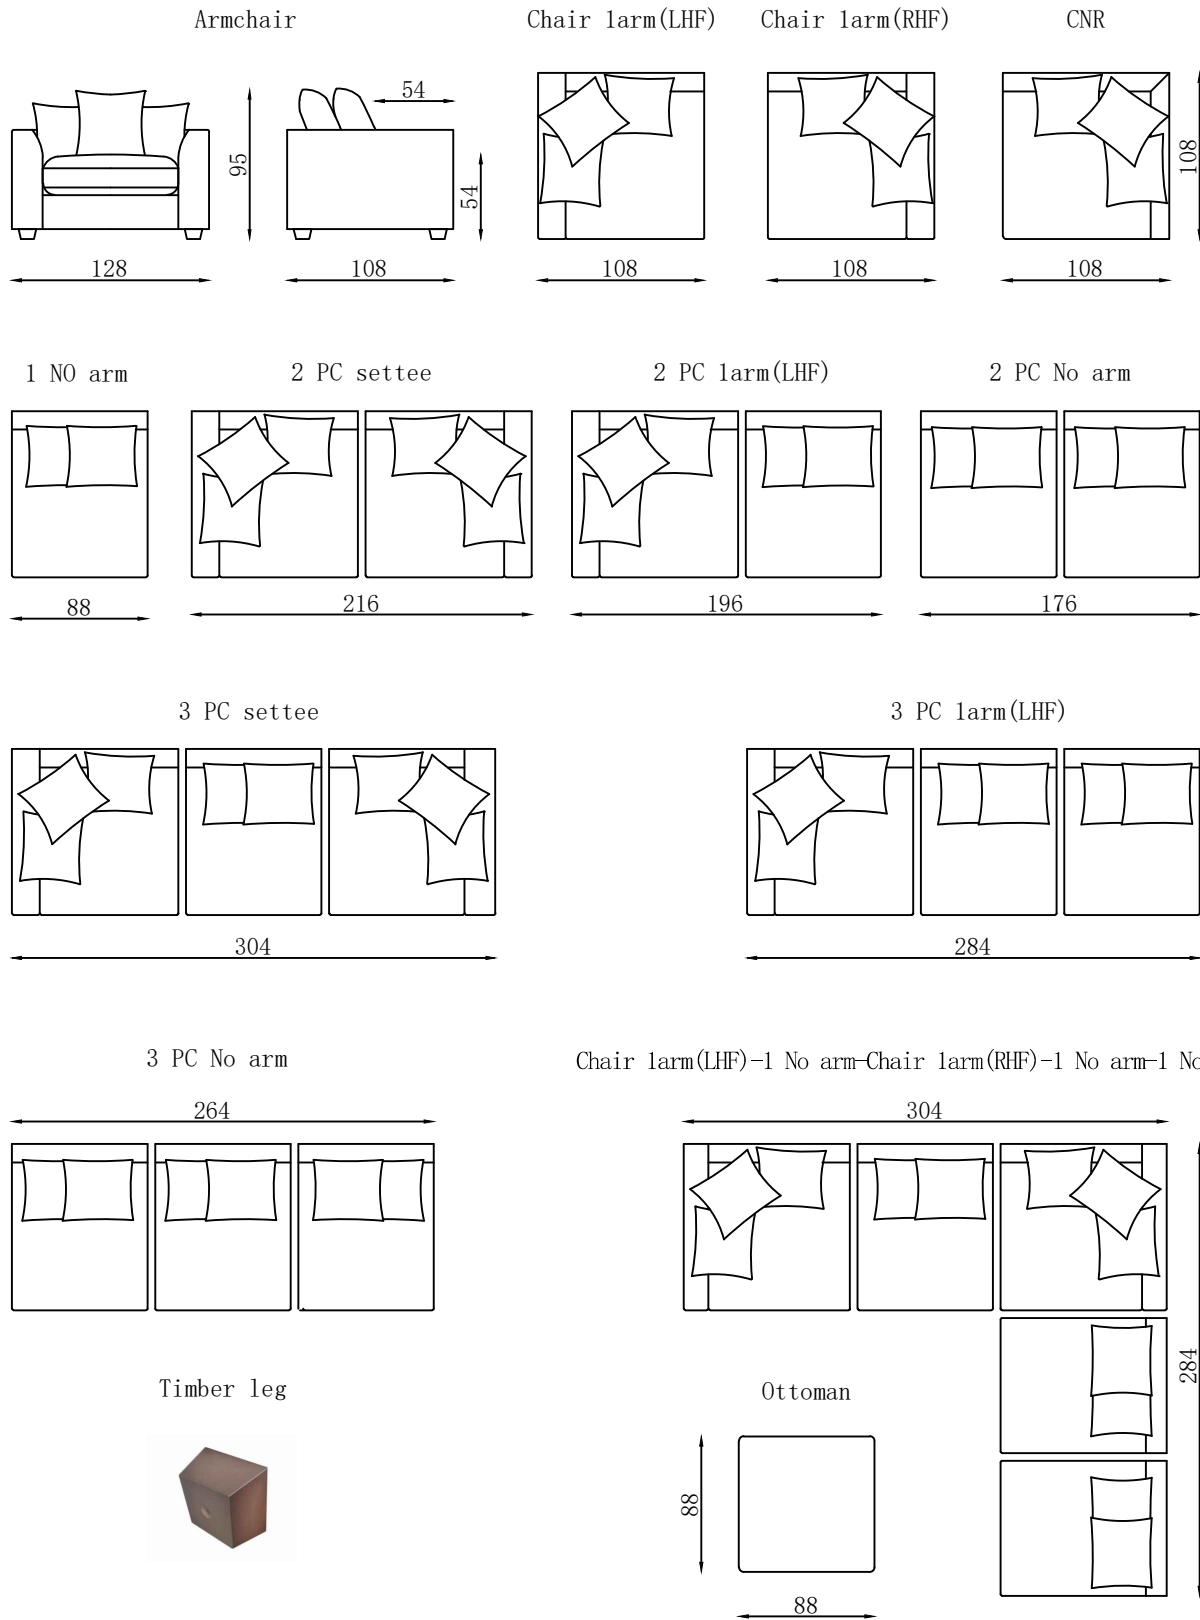 Armchair
Chair 1arm(LHF)
Chair 1arm(RHF)
CNR
54
95
54
108
128
108
108
108
108
1 NO arm
2 PC settee
2 PC 1arm(LHF)
2 PC No arm
88
216
196
176
3 PC settee
3 PC 1arm(LHF)
304
284
3 PC No arm
Chair 1arm(LHF)-1 No arm-Chair 1arm(RHF)-1 No arm-1 No
264
304
284
Timber leg
Ottoman
88
88